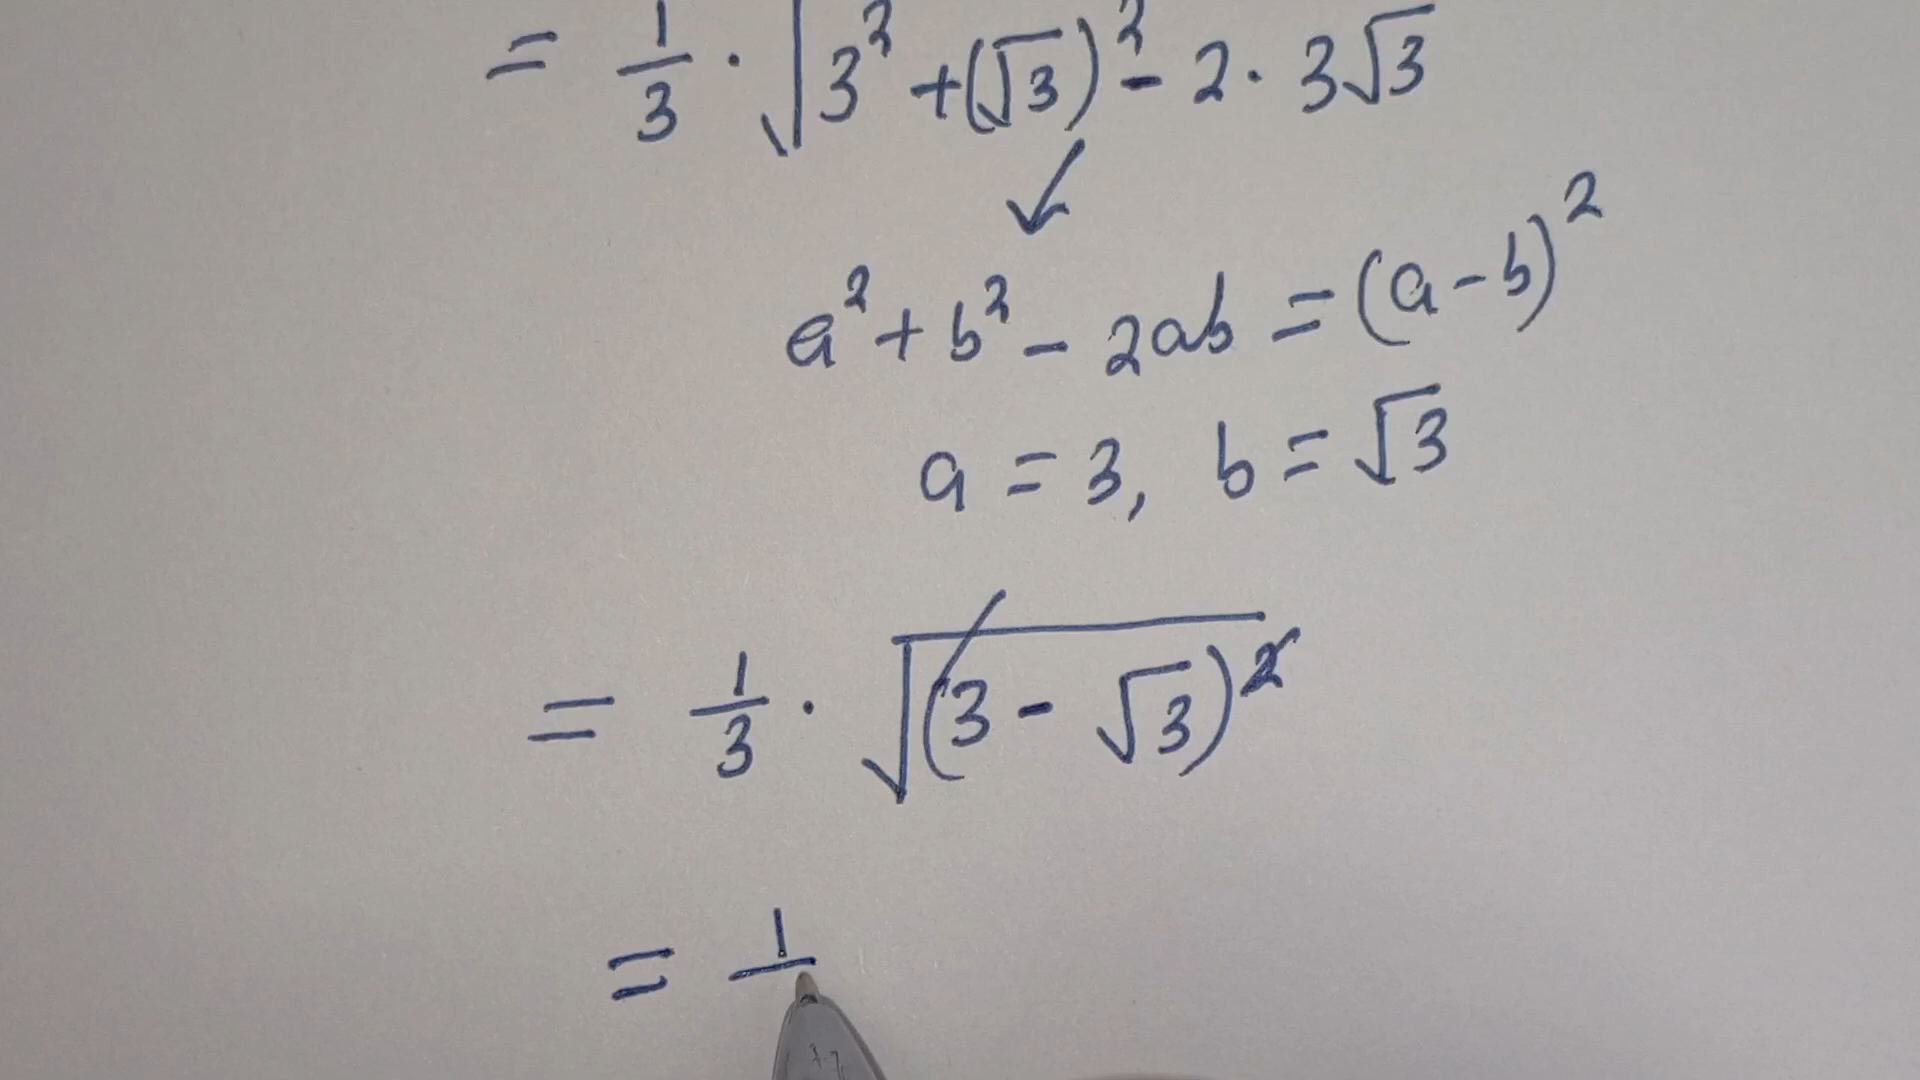 = 1/3 · √3² + (√3)² - 2 · 3√3
a² + b² - 2ab = (a - b)²
a = 3, b = √3
= 1/3 · √(3 - √3)²
= 1/